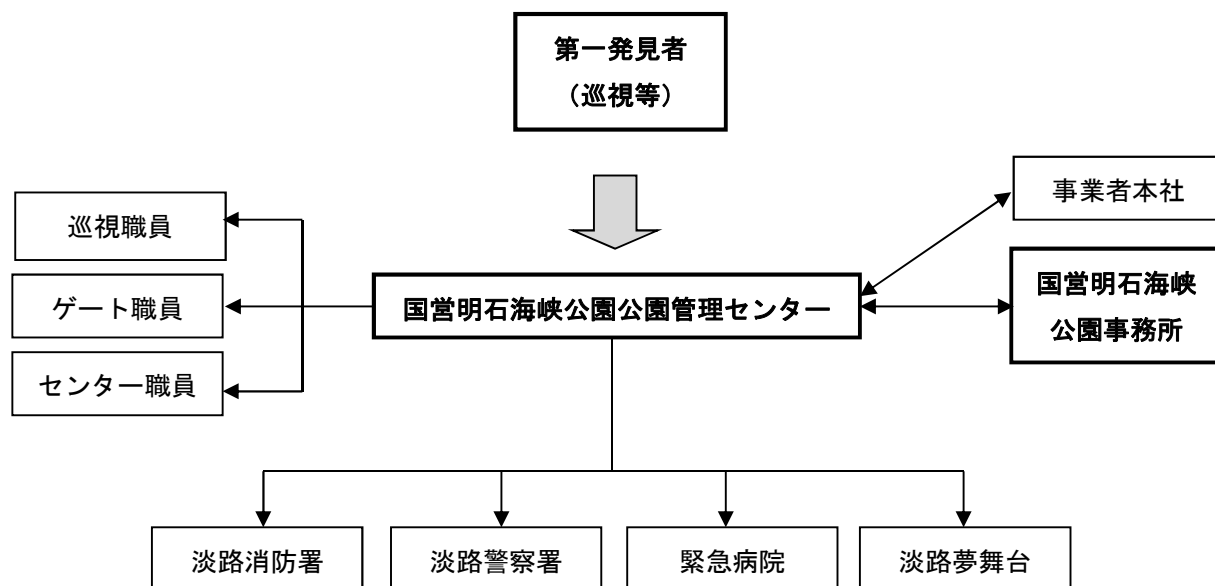 第一発見者
（巡視等）
事業者本社
巡視職員
国営明石海峡
公園事務所
ゲート職員
国営明石海峡公園公園管理センター
センター職員
淡路消防署
淡路警察署
緊急病院
淡路夢舞台